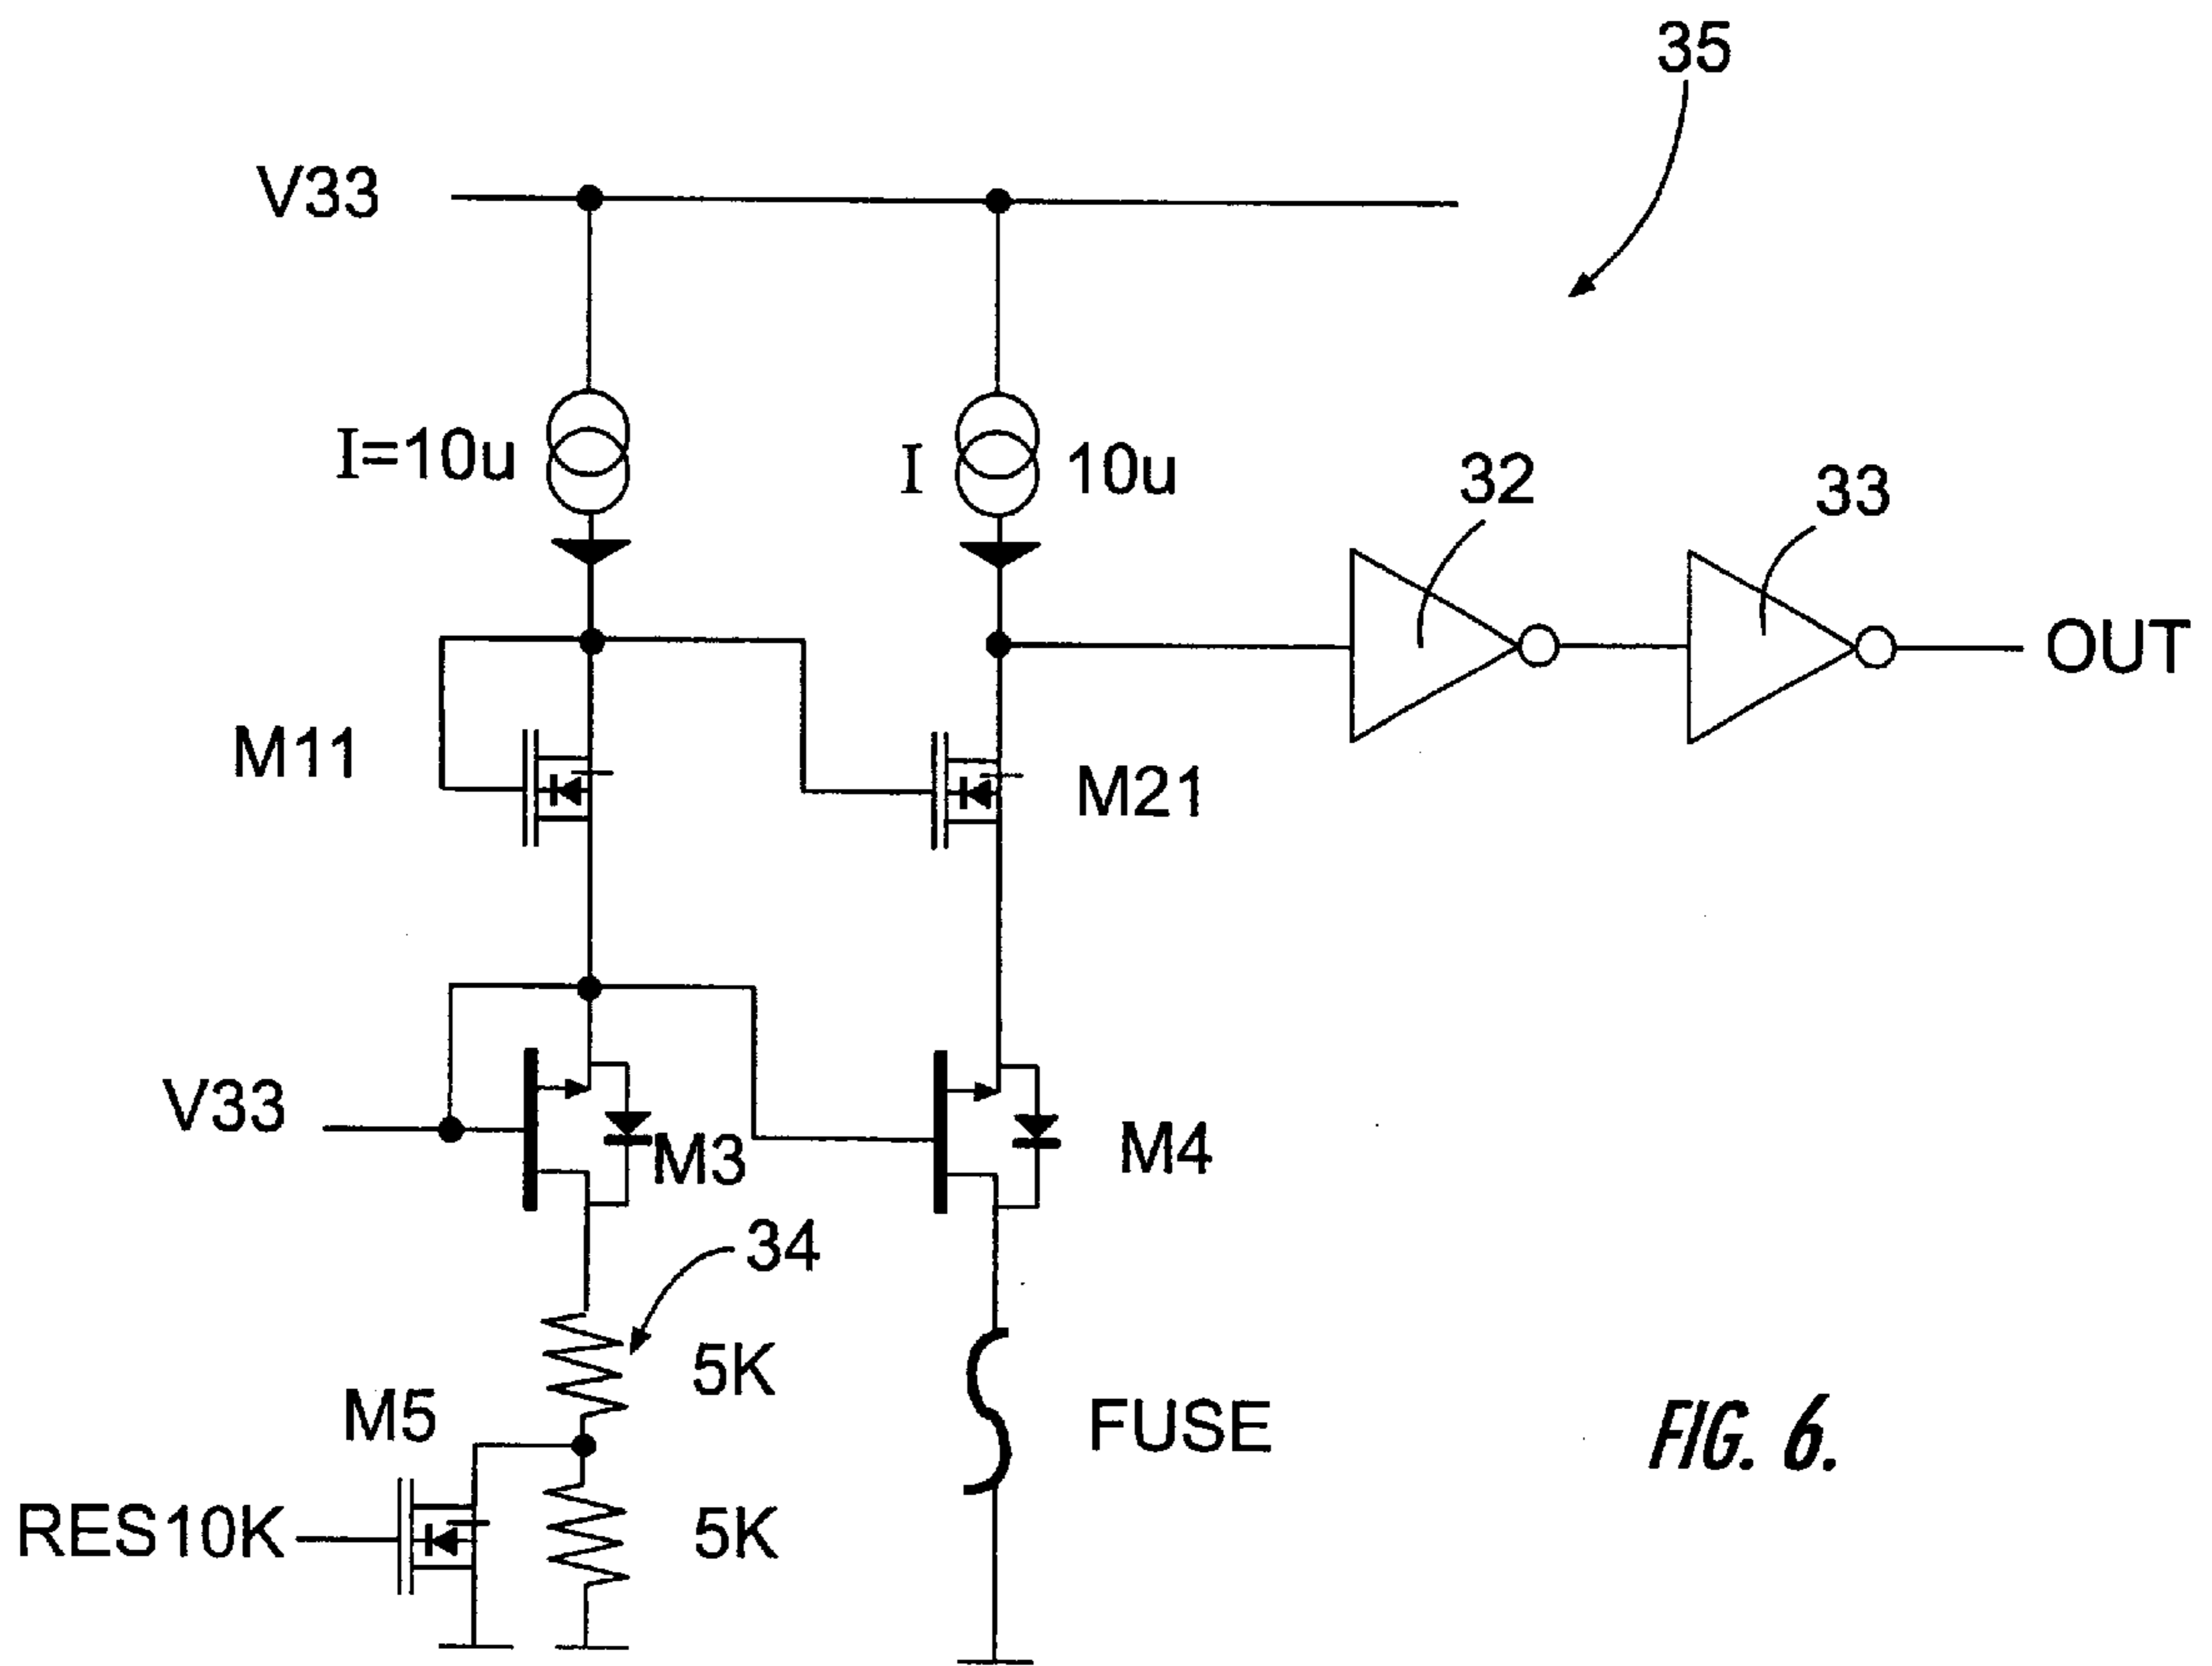 35
V33
I=10u
I
10u
32
33
OUT
M11
M21
V33
M3
M4
34
5K
M5
FUSE
RES10K
5K
FIG. 6.